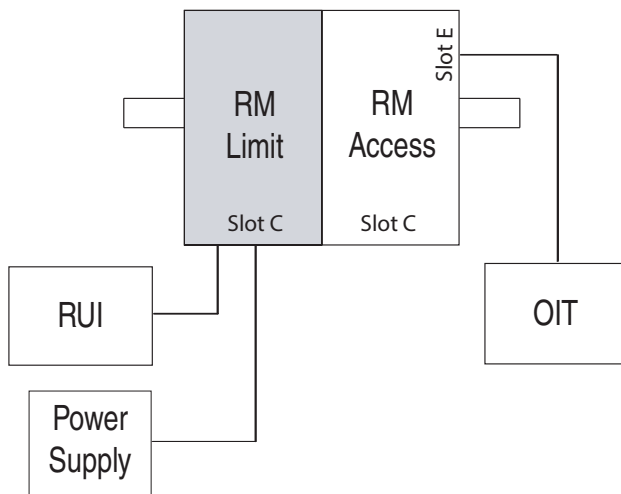 Slot E
RM
Limit
RM
Access
Slot C
Slot C
RUI
OIT
Power
Supply